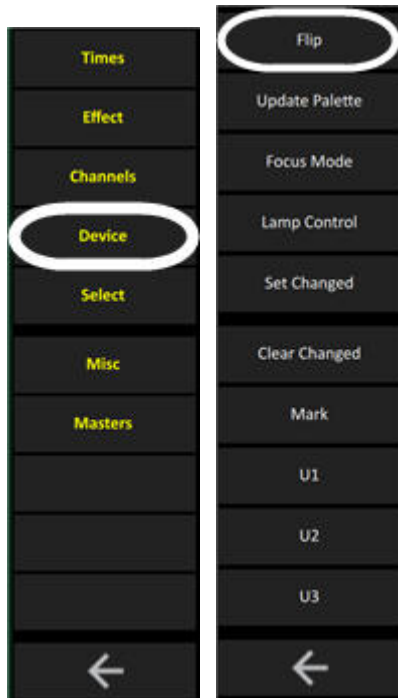 Times
Effect
Channels
Device
Select
Misc
Masters
Flip
Update Palette
Focus Mode
Lamp Control
Set Changed
Clear Changed
Mark
U1
U2
U3